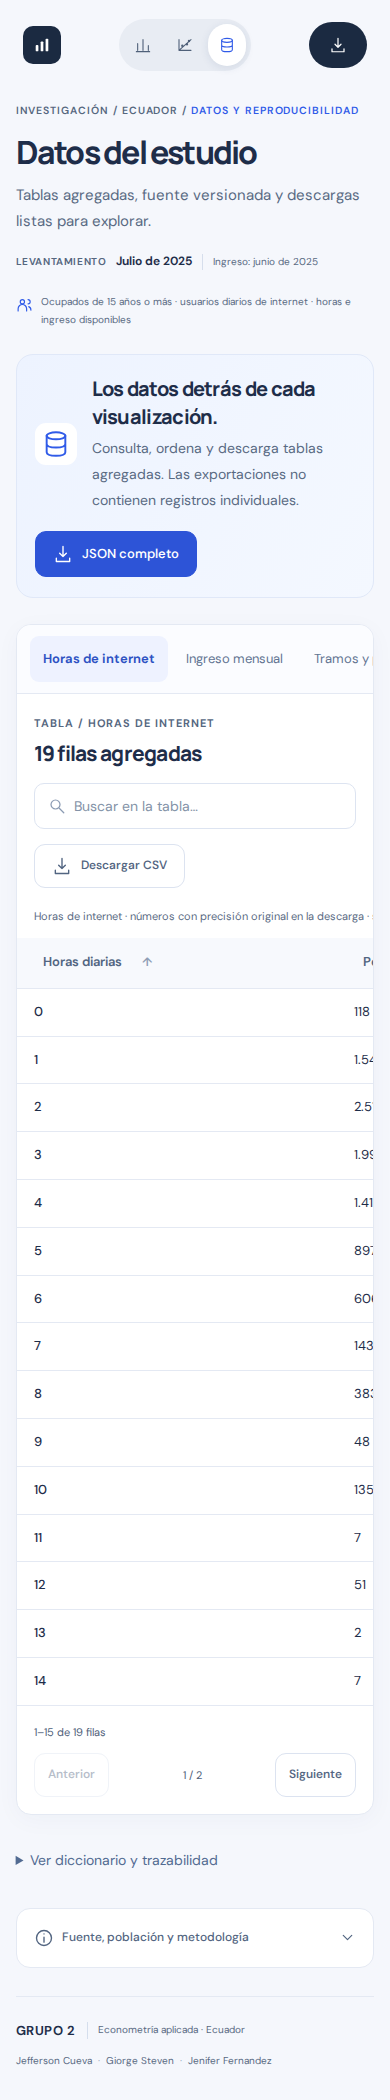 INVESTIGACIÓN / ECUADOR / DATOS Y REPRODUCIBILIDAD
Datos del estudio
Tablas agregadas, fuente versionada y descargas
listas para explorar.
LEVANTAMIENTO Julio de 2025 Ingreso: junio de 2025
Ocupados de 15 años o más · usuarios diarios de internet · horas e
ingreso disponibles
Los datos detrás de cada
visualización.
Consulta, ordena y descarga tablas
agregadas. Las exportaciones no
contienen registros individuales.
JSON completo
Horas de internet Ingreso mensual Tramos y
TABLA / HORAS DE INTERNET
19 filas agregadas
Buscar en la tabla...
Descargar CSV
Horas de internet · números con precisión original en la descarga ·
Horas diarias
0 118
1
2
3
4
5
6
7 143
8
9 48
10 135
11 7
12 51
13 2
14 7
1–15 de 19 filas
Anterior 1 / 2 Siguiente
Ver diccionario y trazabilidad
Fuente, población y metodología
GRUPO 2 Econometría aplicada · Ecuador
Jefferson Cueva · Giorge Steven · Jenifer Fernandez